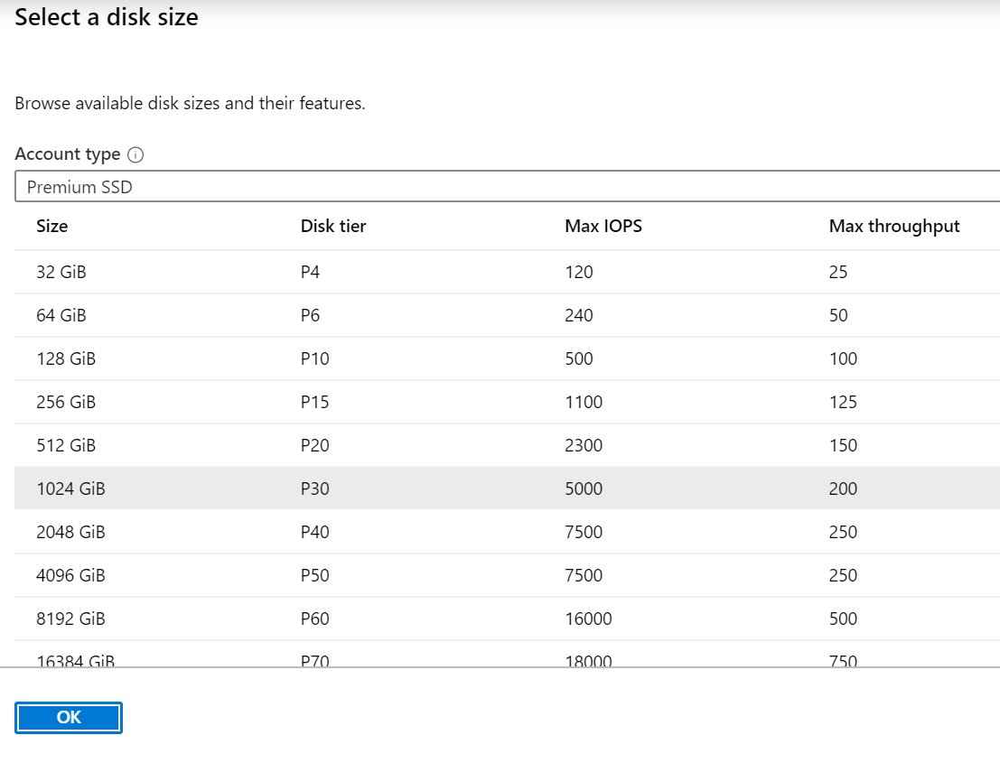 Select a disk size
Browse available disk sizes and their features.
Account type
Premium SSD
Size Disk tier Max IOPS Max throughput
32 GiB P4 120 25
64 GiB P6 240 50
128 GiB P10 500 100
256 GiB P15 1100 125
512 GiB P20 2300 150
1024 GiB P30 5000 200
2048 GiB P40 7500 250
4096 GiB P50 7500 250
8192 GiB P60 16000 500
16384 GiB P70 18000 750
OK